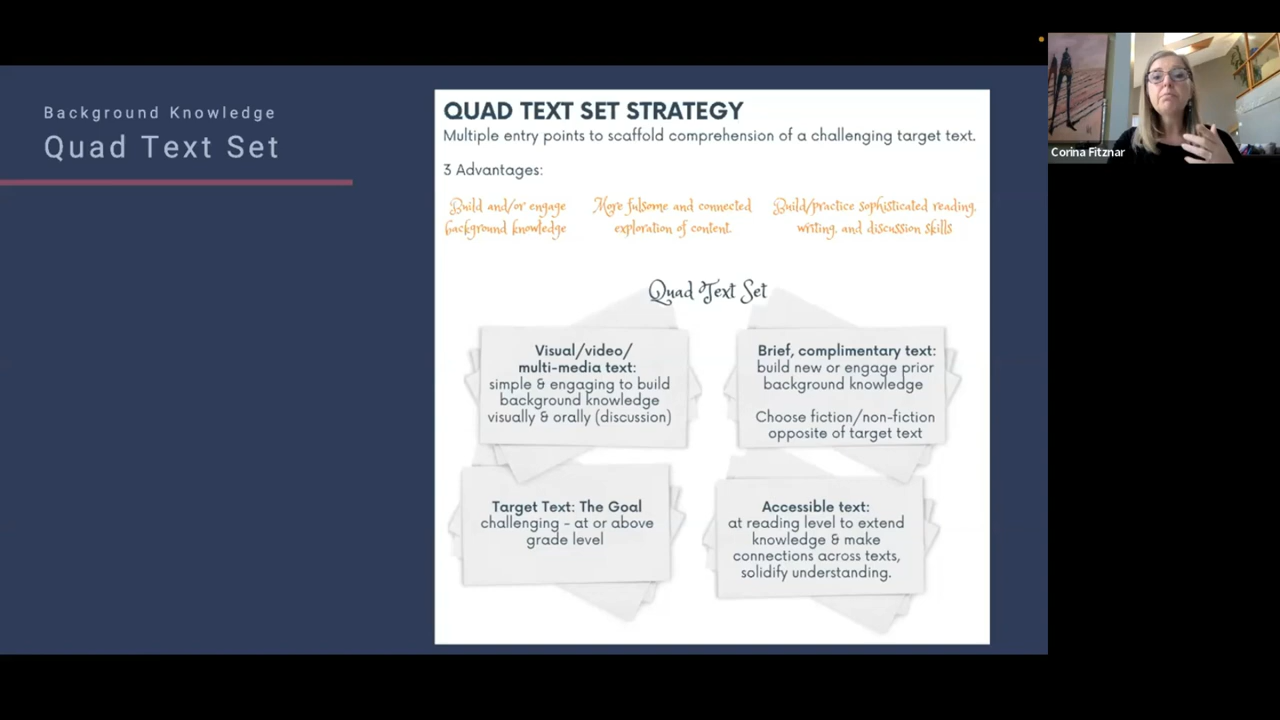 Background Knowledge
Quad Text Set
QUAD TEXT SET STRATEGY
Multiple entry points to scaffold comprehension of a challenging target text.
3 Advantages:
Build and/or engage
background knowledge
More fulsome and connected
exploration of content.
Build/practice sophisticated reading,
writing, and discussion skills
Quad Text Set
Visual/video/
multi-media text:
simple & engaging to build
background knowledge
visually & orally (discussion)
Brief, complimentary text:
build new or engage prior
background knowledge
Choose fiction/non-fiction
opposite of target text
Target Text: The Goal
challenging - at or above
grade level
Accessible text:
at reading level to extend
knowledge & make
connections across texts,
solidify understanding.
Corina Fitznar